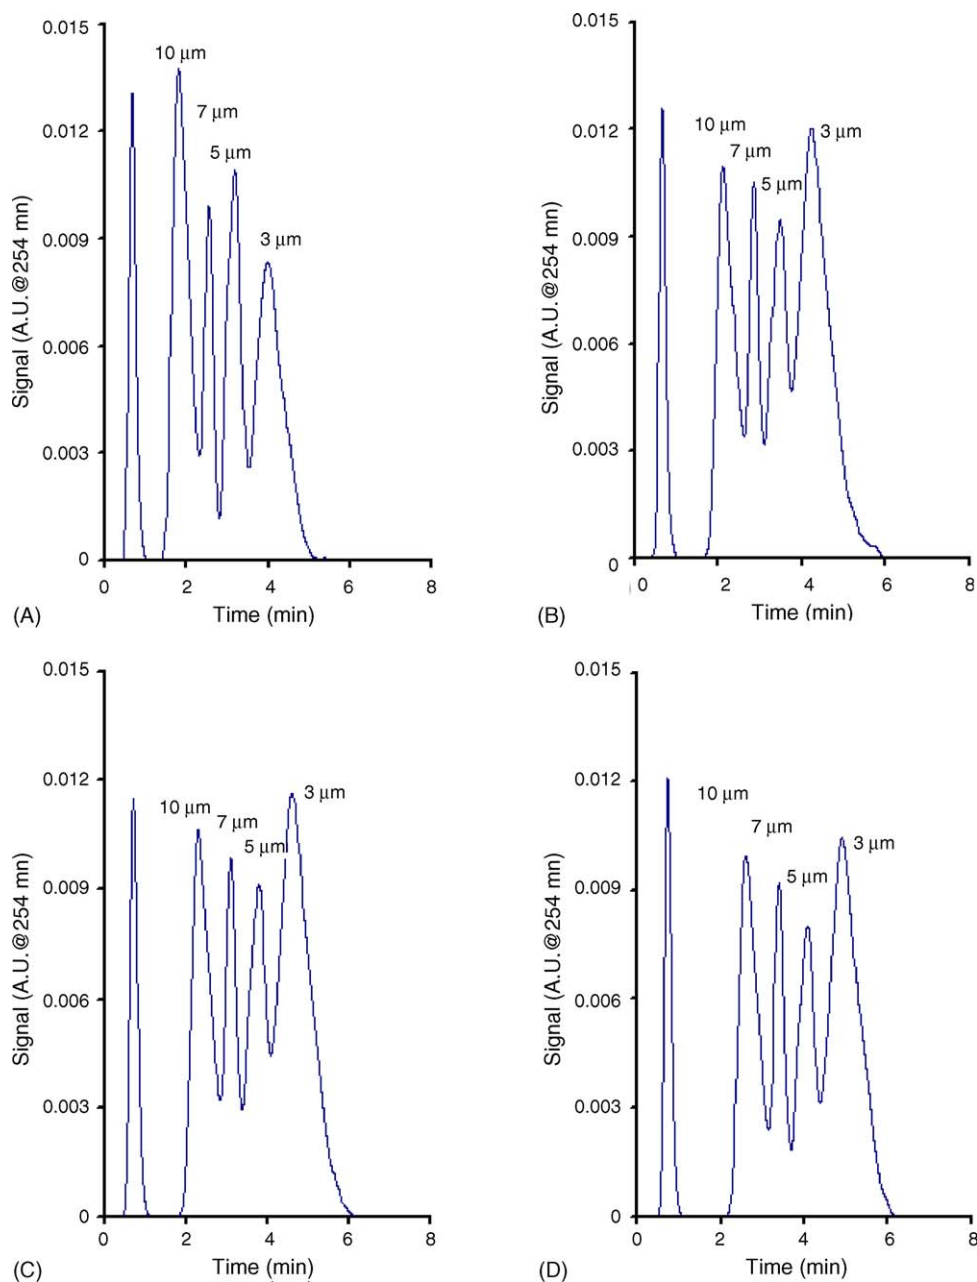 0.015
0.012
0.009
0.006
0.003
0
Signal (A.U.@254 mn)
10 μm
7 μm
5 μm
3 μm
0 2 4 6 8
Time (min)
(A)
0.015
0.012
0.009
0.006
0.003
0
Signal (A.U.@254 mn)
10 μm
7 μm
5 μm
3 μm
0 2 4 6 8
Time (min)
(B)
0.015
0.012
0.009
0.006
0.003
0
Signal (A.U.@254 mn)
10 μm
7 μm
5 μm
3 μm
0 2 4 6 8
Time (min)
(C)
0.015
0.012
0.009
0.006
0.003
0
Signal (A.U.@254 mn)
10 μm
7 μm
5 μm
3 μm
0 2 4 6 8
Time (min)
(D)